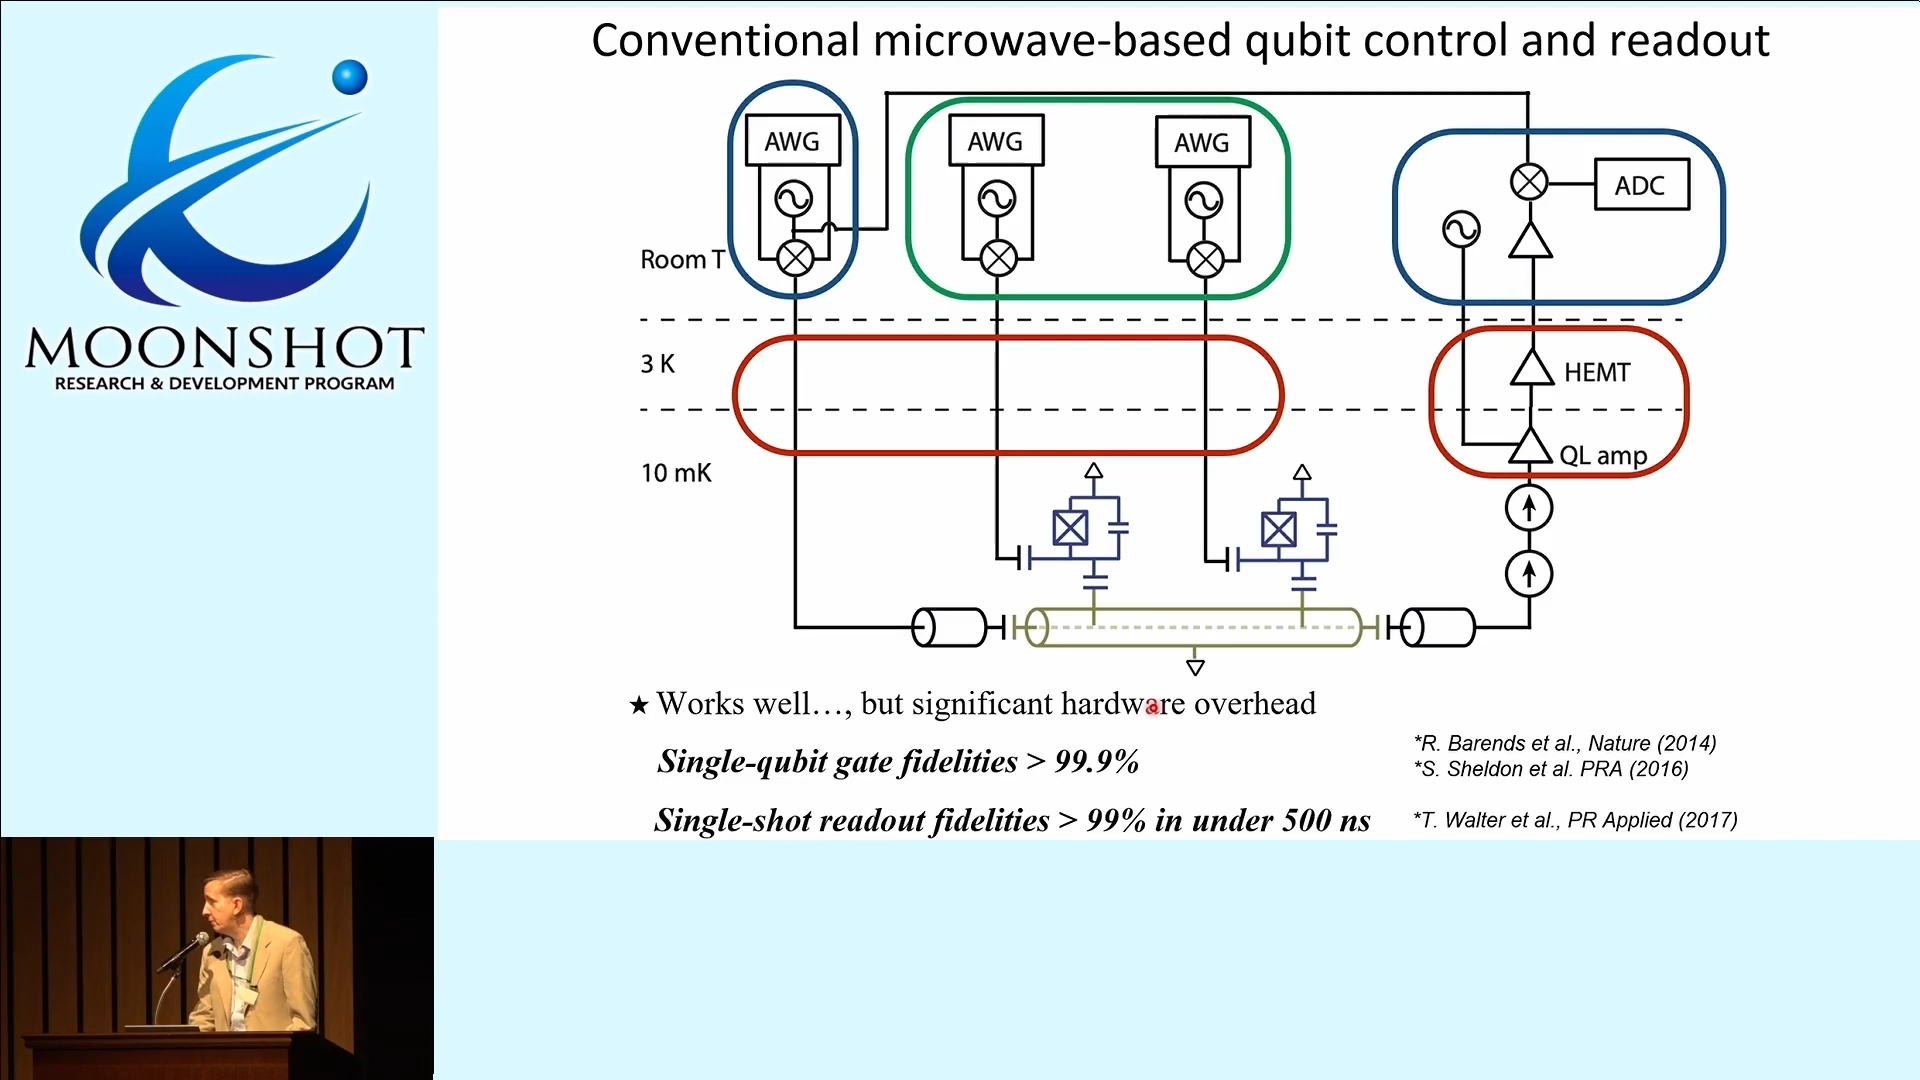 Conventional microwave-based qubit control and readout
AWG
AWG
AWG
ADC
Room T
MOONSHOT
RESEARCH & DEVELOPMENT PROGRAM
3 K
HEMT
QL amp
10 mK
★ Works well…, but significant hardware overhead
Single-qubit gate fidelities > 99.9%
*R. Barends et al., Nature (2014)
*S. Sheldon et al. PRA (2016)
Single-shot readout fidelities > 99% in under 500 ns
*T. Walter et al., PR Applied (2017)